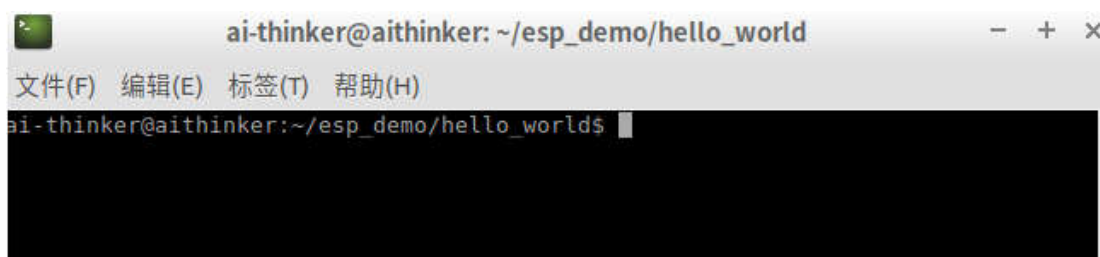 ai-thinker@aithinker: ~/esp_demo/hello_world
文件(F) 编辑(E) 标签(T) 帮助(H)
ai-thinker@aithinker:~/esp_demo/hello_world$